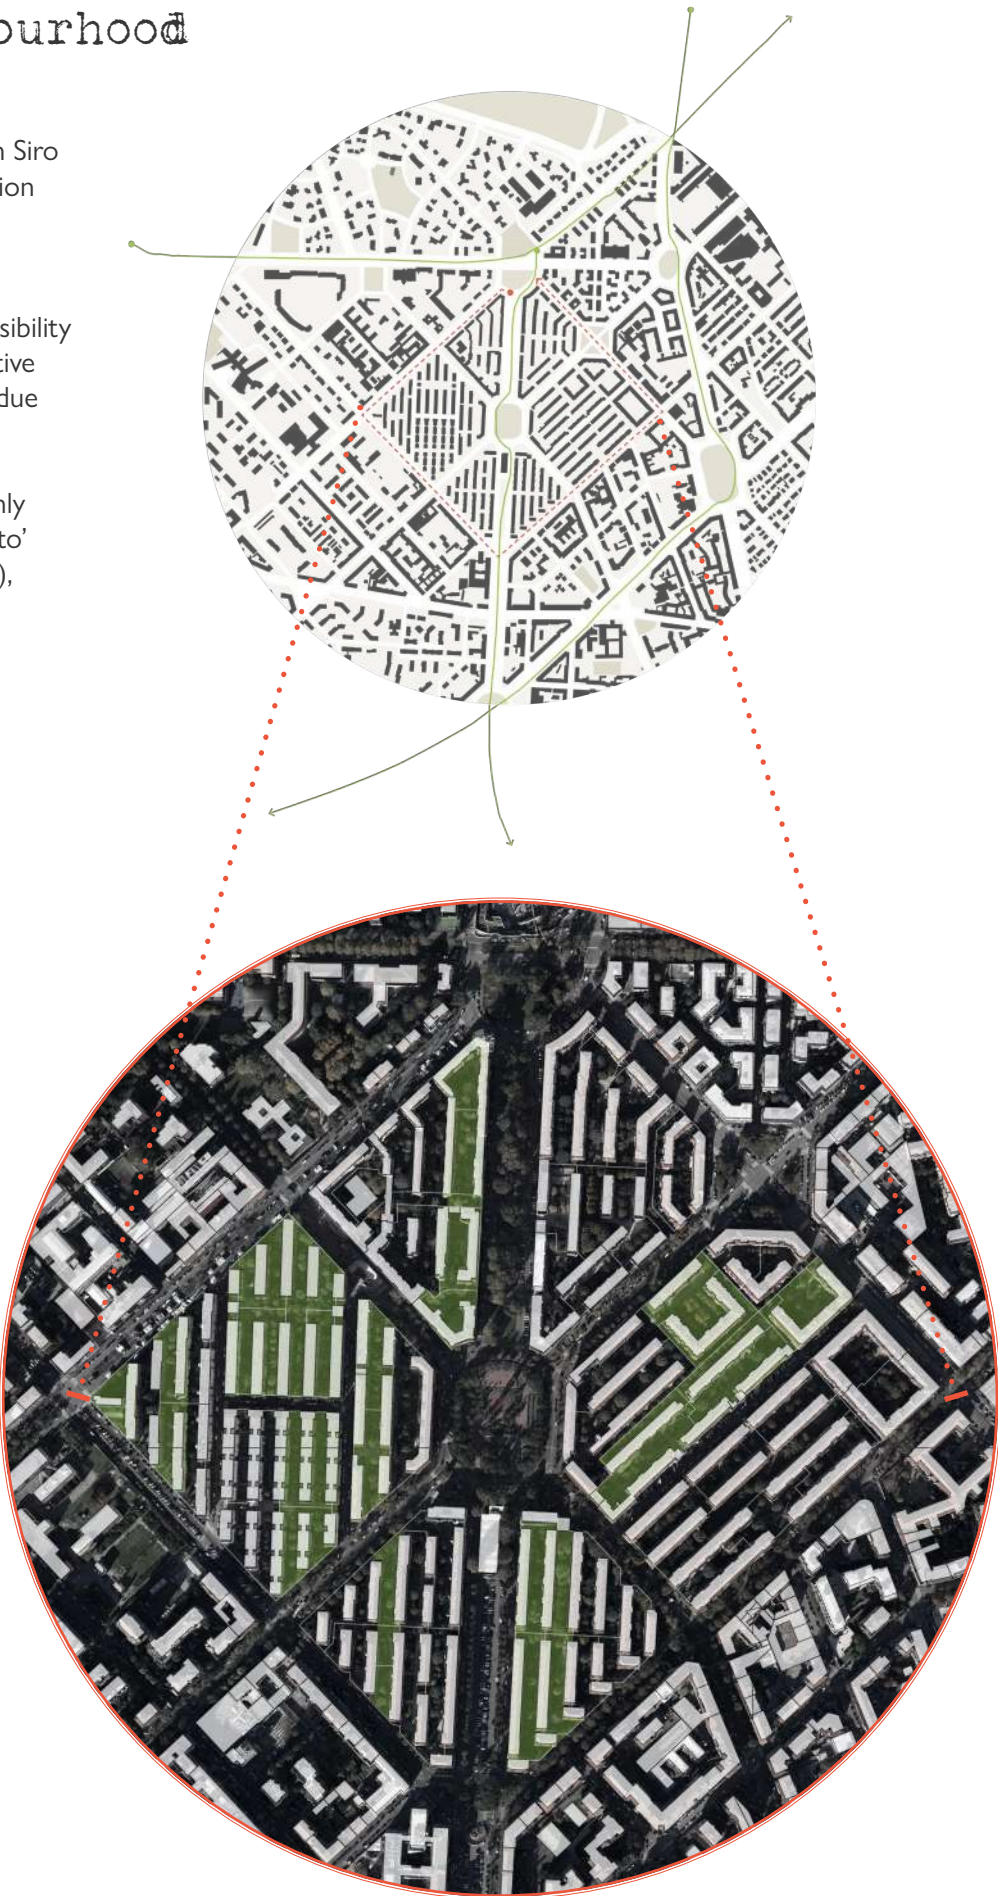 ourhood
n Siro
ion
sibility
tive
due
nly
to’
),